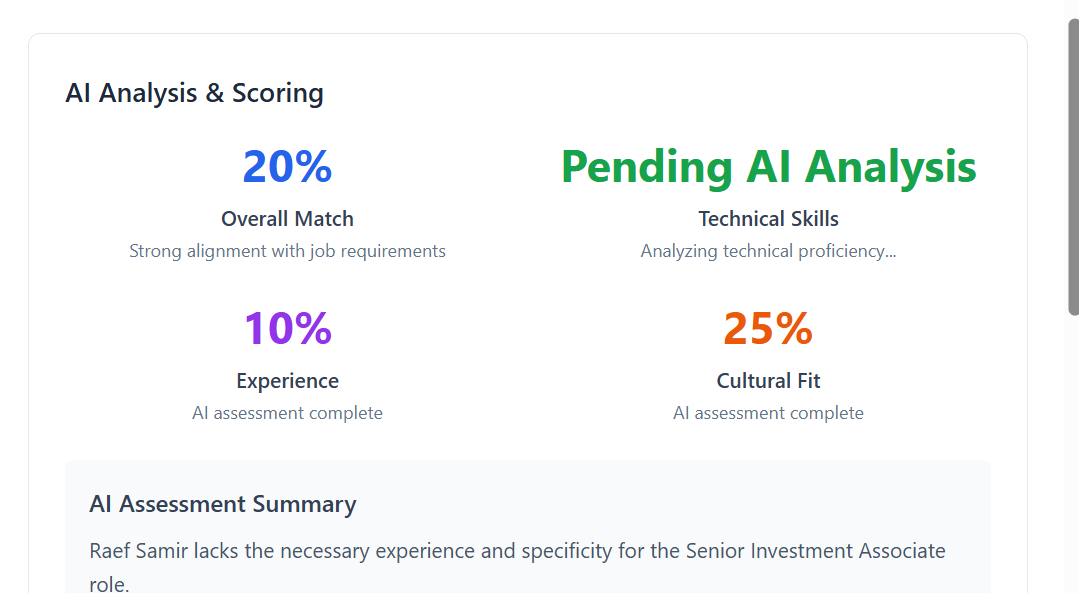 AI Analysis & Scoring
20%
Overall Match
Strong alignment with job requirements
Pending AI Analysis
Technical Skills
Analyzing technical proficiency...
10%
Experience
AI assessment complete
25%
Cultural Fit
AI assessment complete
AI Assessment Summary
Raef Samir lacks the necessary experience and specificity for the Senior Investment Associate
role.